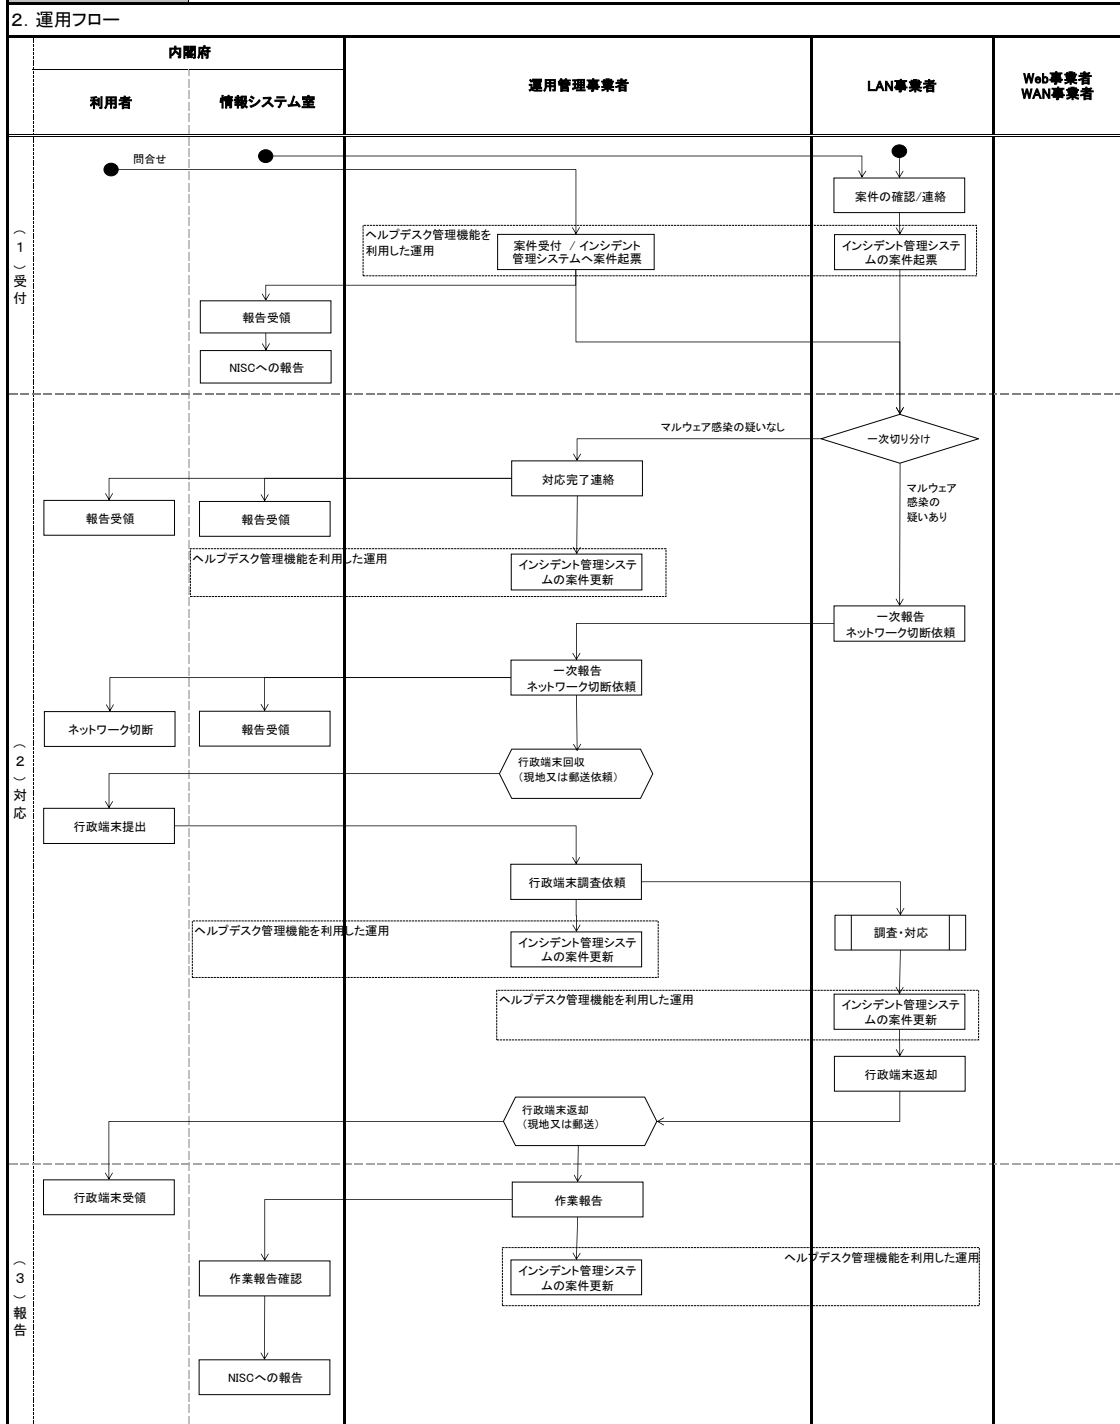 2．運用フロー
内閣府
利用者
情報システム室
運用管理事業者
LAN事業者
Web事業者
WAN事業者
（1）受付
問合せ
案件の確認/連絡
ヘルプデスク管理機能を
利用した運用
案件受付 / インシデント
管理システムへ案件起票
インシデント管理システ
ムの案件起票
報告受領
NISCへの報告
（2）対応
一次切り分け
マルウェア感染の疑いなし
マルウェア
感染の
疑いあり
対応完了連絡
報告受領
報告受領
ヘルプデスク管理機能を利用した運用
インシデント管理システ
ムの案件更新
一次報告
ネットワーク切断依頼
一次報告
ネットワーク切断依頼
ネットワーク切断
報告受領
行政端末回収
（現地又は郵送依頼）
行政端末提出
行政端末調査依頼
調査・対応
ヘルプデスク管理機能を利用した運用
インシデント管理システ
ムの案件更新
ヘルプデスク管理機能を利用した運用
インシデント管理システ
ムの案件更新
行政端末返却
行政端末返却
（現地又は郵送）
（3）報告
行政端末受領
作業報告
ヘルプデスク管理機能を利用した運用
インシデント管理システ
ムの案件更新
作業報告確認
NISCへの報告